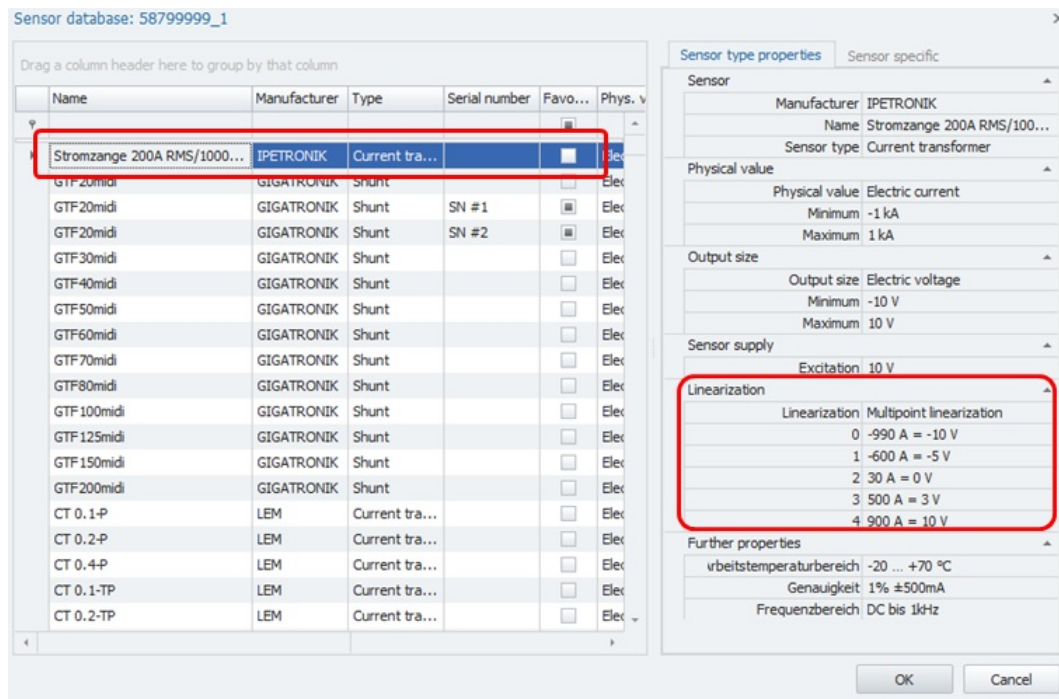 Sensor database: 58799999_1
Drag a column header here to group by that column
Name Manufacturer Type Serial number Favo... Phys. v
Stromzange 200A RMS/1000... IPETRONIK Current tra... Elec
GTF20midi GIGATRONIK Shunt Elec
GTF20midi GIGATRONIK Shunt SN #1 Elec
GTF20midi GIGATRONIK Shunt SN #2 Elec
GTF30midi GIGATRONIK Shunt Elec
GTF40midi GIGATRONIK Shunt Elec
GTF50midi GIGATRONIK Shunt Elec
GTF60midi GIGATRONIK Shunt Elec
GTF70midi GIGATRONIK Shunt Elec
GTF80midi GIGATRONIK Shunt Elec
GTF100midi GIGATRONIK Shunt Elec
GTF125midi GIGATRONIK Shunt Elec
GTF150midi GIGATRONIK Shunt Elec
GTF200midi GIGATRONIK Shunt Elec
CT 0.1-P LEM Current tra... Elec
CT 0.2-P LEM Current tra... Elec
CT 0.4-P LEM Current tra... Elec
CT 0.1-TP LEM Current tra... Elec
CT 0.2-TP LEM Current tra... Elec
Sensor type properties Sensor specific
Sensor
Manufacturer IPETRONIK
Name Stromzange 200A RMS/100...
Sensor type Current transformer
Physical value
Physical value Electric current
Minimum -1 kA
Maximum 1 kA
Output size
Output size Electric voltage
Minimum -10 V
Maximum 10 V
Sensor supply
Excitation 10 V
Linearization
Linearization Multipoint linearization
0 -990 A = -10 V
1 -600 A = -5 V
2 30 A = 0 V
3 500 A = 3 V
4 900 A = 10 V
Further properties
rbeitstemperaturbereich -20 ... +70 °C
Genauigkeit 1% ±500mA
Frequenzbereich DC bis 1kHz
OK Cancel